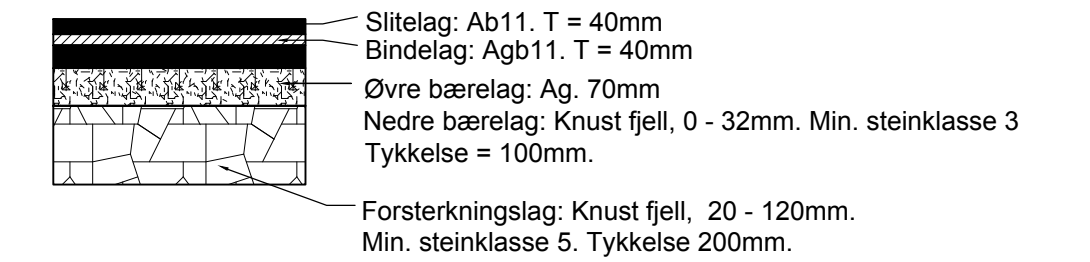 Slitelag: Ab11. T = 40mm
Bindelag: Agb11. T = 40mm
Øvre bærelag: Ag. 70mm
Nedre bærelag: Knust fjell, 0 - 32mm. Min. steinklasse 3
Tykkelse = 100mm.
Forsterkningslag: Knust fjell, 20 - 120mm.
Min. steinklasse 5. Tykkelse 200mm.